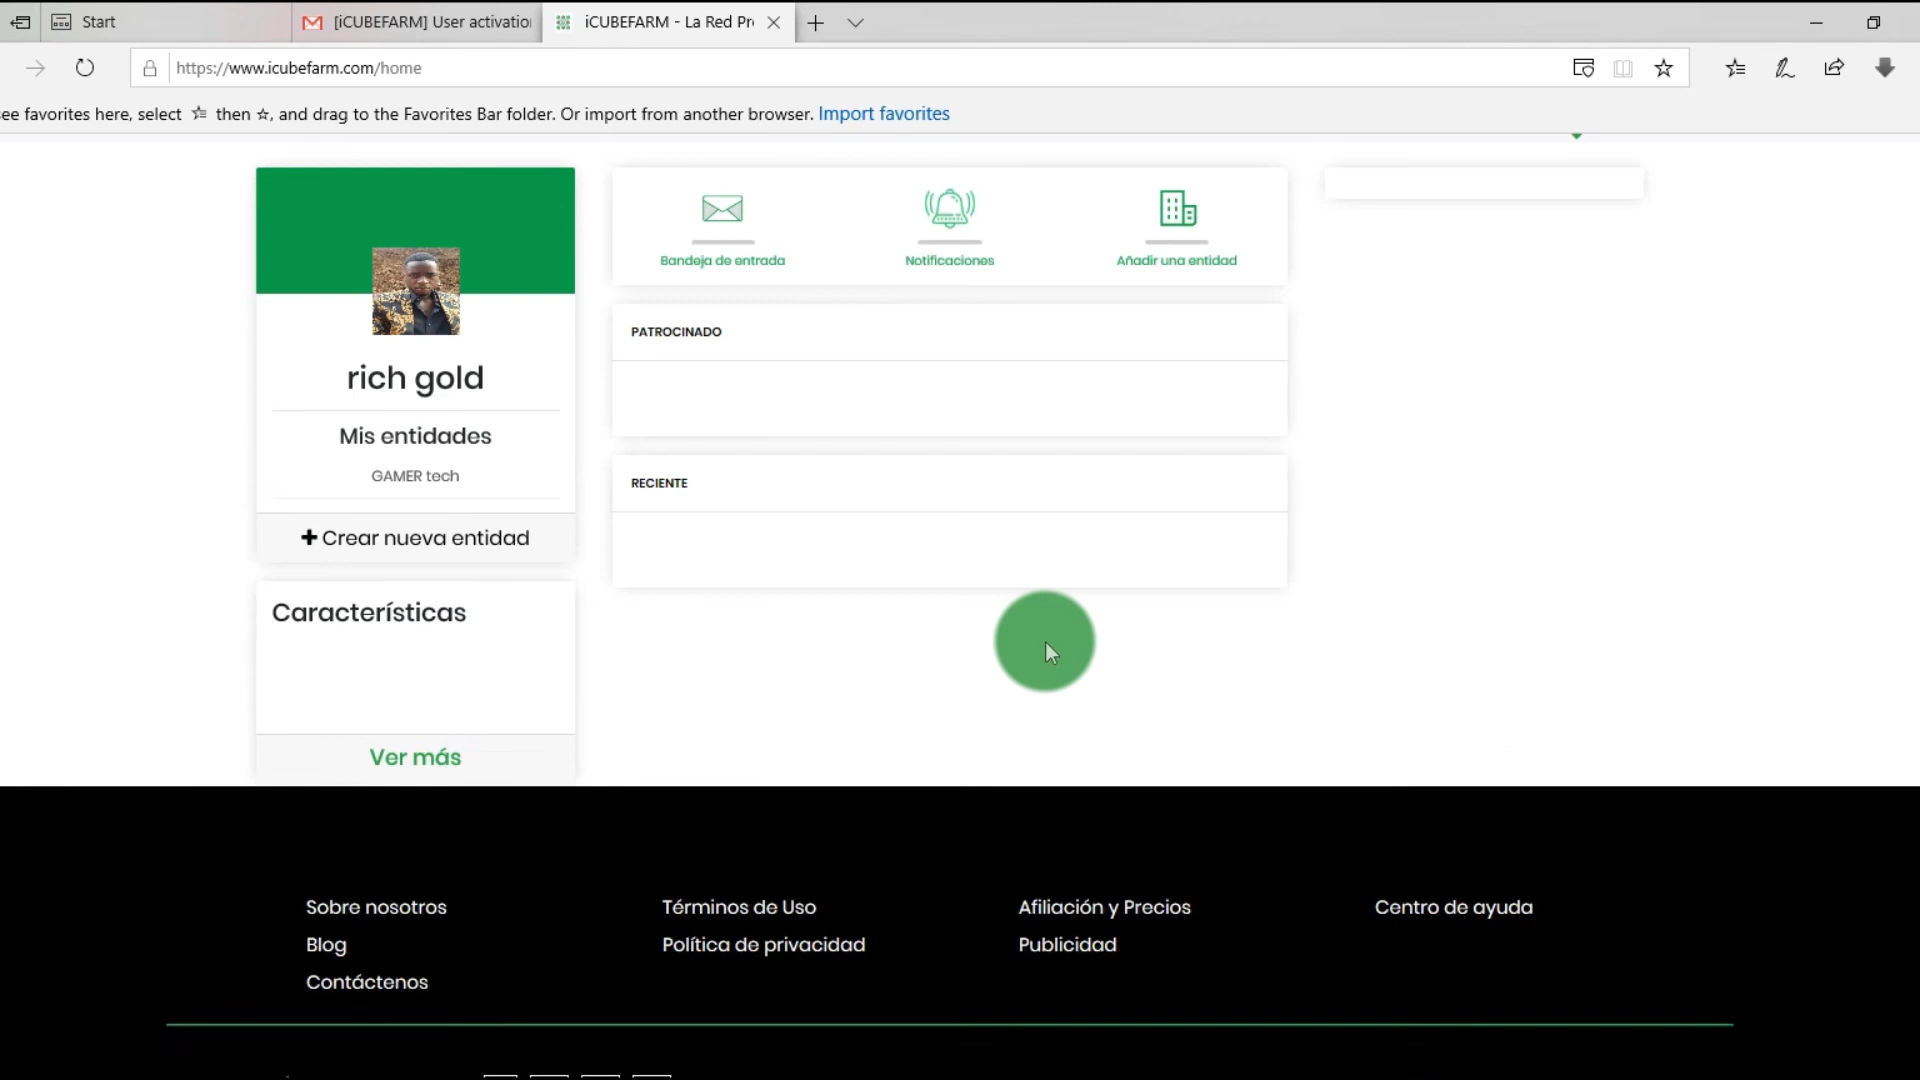 Start
[iCUBEFARM] User activatio
iCUBEFARM - La Red Pr
https://www.icubefarm.com/home
ee favorites here, select then , and drag to the Favorites Bar folder. Or import from another browser. Import favorites
rich gold
Mis entidades
GAMER tech
Crear nueva entidad
Características
Ver más
Bandeja de entrada
Notificaciones
Añadir una entidad
PATROCINADO
RECIENTE
Sobre nosotros
Blog
Contáctenos
Términos de Uso
Política de privacidad
Afiliación y Precios
Publicidad
Centro de ayuda